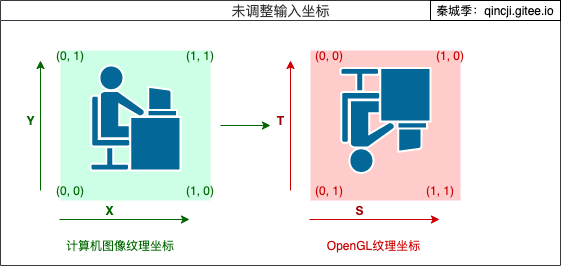 未调整输入坐标
秦城季：qincji.gitee.io
(0, 1) (1, 1)
(0, 0) (1, 0)
Y
T
(0, 0) (1, 0)
(0, 1) (1, 1)
X
S
计算机图像纹理坐标
OpenGL纹理坐标